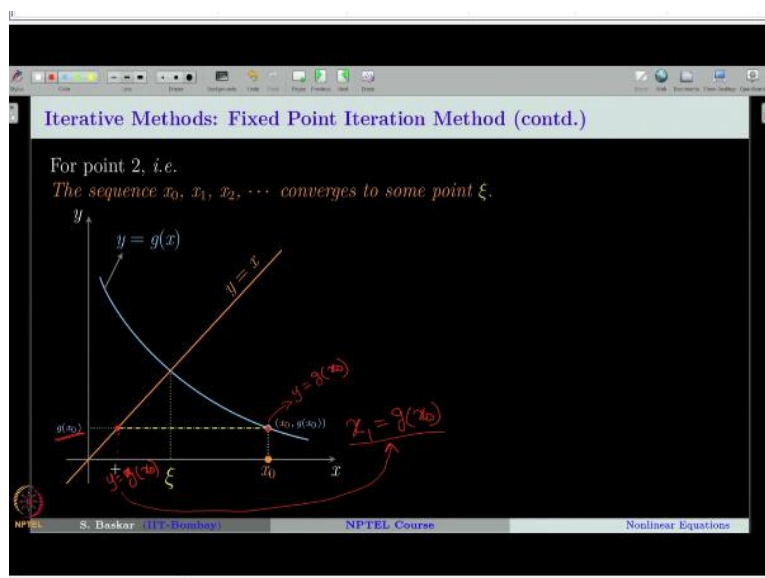 Iterative Methods: Fixed Point Iteration Method (contd.)
For point 2, i.e.
The sequence x₀, x₁, x₂, ⋯ converges to some point ξ.
y
y = g(x)
y = x
y = g(x₀)
g(x₀)
(x₀, g(x₀))
x₁ = g(x₀)
y = g(x₀)
ξ
x₀
x
NPTEL
S. Baskar (IIT-Bombay)
NPTEL Course
Nonlinear Equations